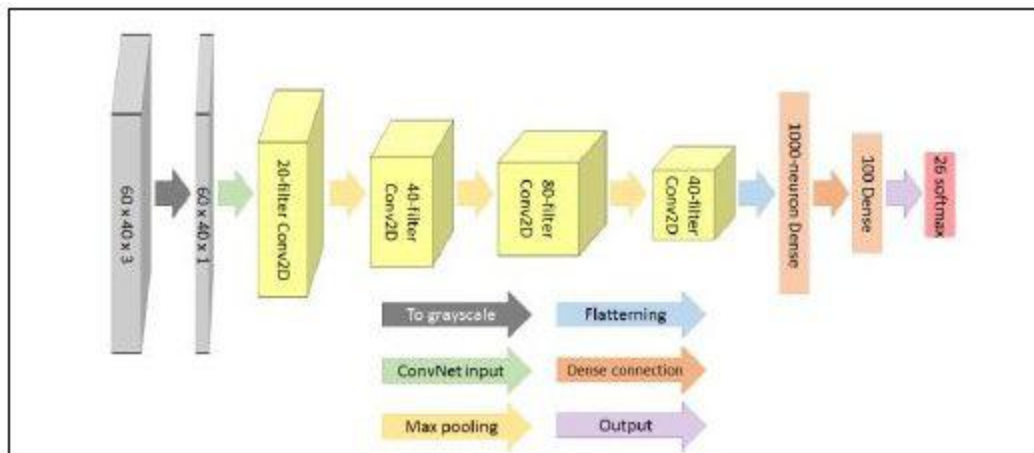 60 x 40 x 3
60 x 40 x 1
20-filter Conv2D
40-filter
Conv2D
80-filter
Conv2D
40-filter
Conv2D
1000-neuron Dense
100 Dense
26 softmax
To grayscale
Flatterning
ConvNet input
Dense connection
Max pooling
Output